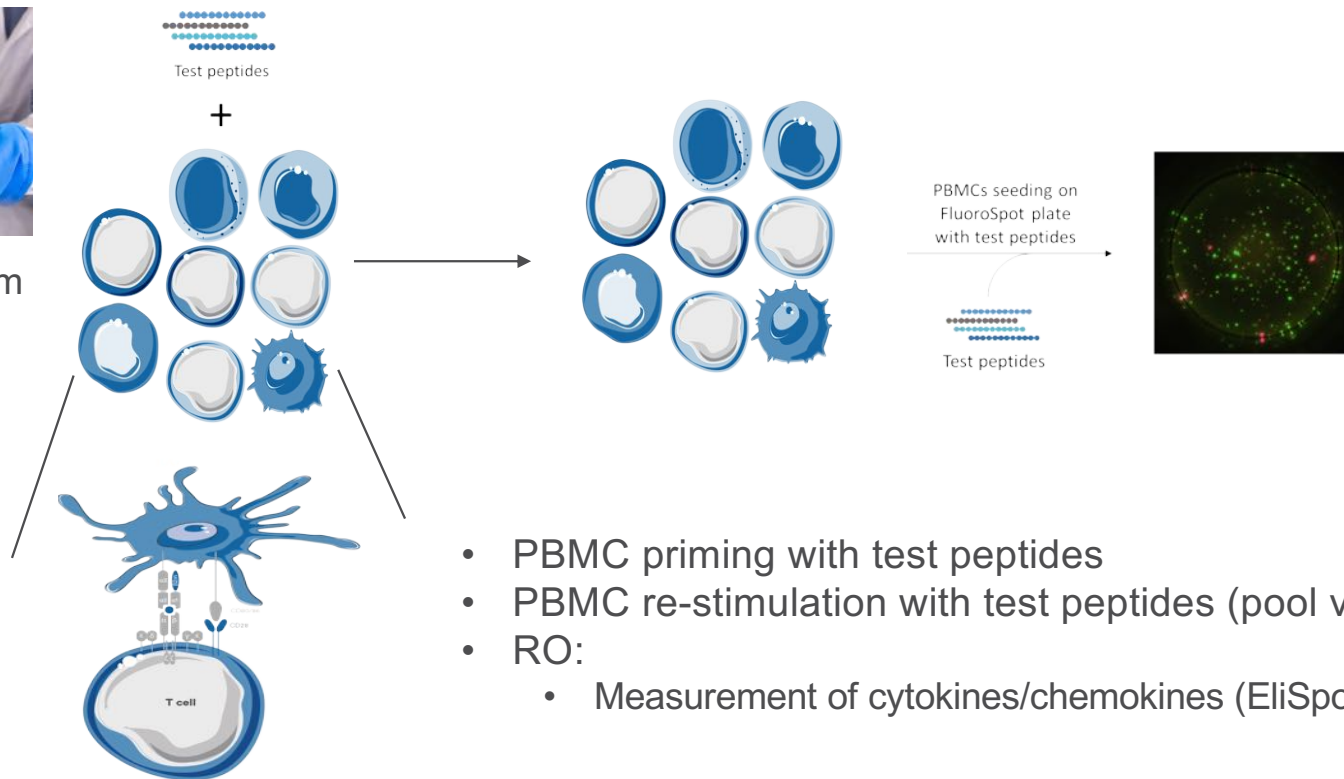 Test peptides
+
m
PBMCs seeding on
FluoroSpot plate
with test peptides
Test peptides
T cell
• PBMC priming with test peptides
• PBMC re-stimulation with test peptides (pool v
• RO:
• Measurement of cytokines/chemokines (EliSpo